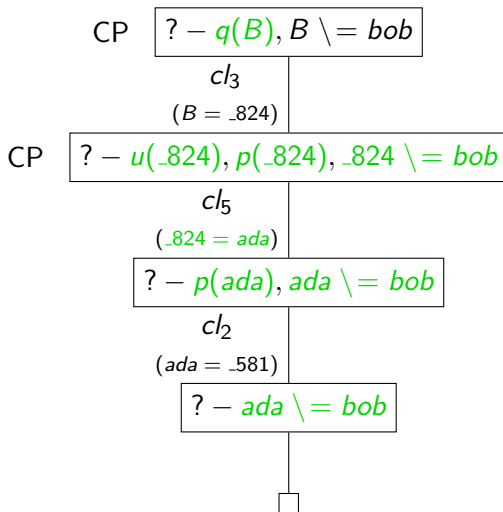 CP ? − q(B), B \= bob
cl₃
(B = _824)
CP ? − u(_824), p(_824), _824 \= bob
cl₅
(_824 = ada)
? − p(ada), ada \= bob
cl₂
(ada = _581)
? − ada \= bob